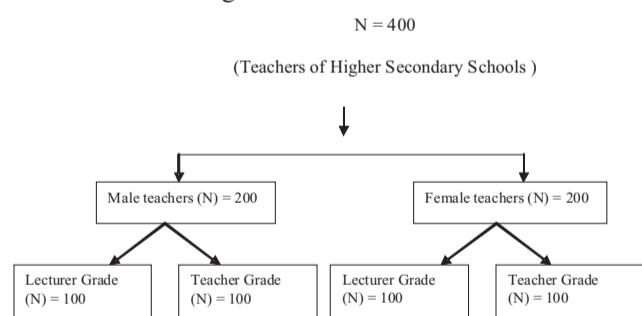 N = 400
(Teachers of Higher Secondary Schools )
Male teachers (N) = 200
Female teachers (N) = 200
Lecturer Grade
(N) = 100
Teacher Grade
(N) = 100
Lecturer Grade
(N) = 100
Teacher Grade
(N) = 100